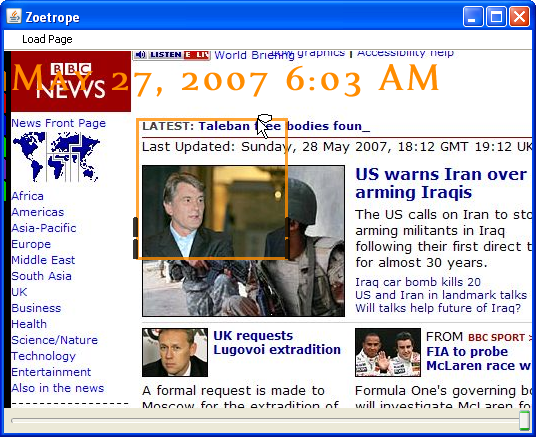 Zoetrope
Load Page
BBC
NEWS
LISTEN
World Briefing
graphics | Accessibility help
May 27, 2007 6:03 AM
News Front Page
LATEST: Taleban bodies foun_
Last Updated: Sunday, 28 May 2007, 18:12 GMT 19:12 UK
Africa
Americas
Asia-Pacific
Europe
Middle East
South Asia
UK
Business
Health
Science/Nature
Technology
Entertainment
Also in the news
US warns Iran over
arming Iraqis
The US calls on Iran to sto
arming militants in Iraq
following their first direct t
for almost 30 years.
Iraq car bomb kills 20
US and Iran in landmark talks
Will talks help future of Iraq?
UK requests
Lugovoi extradition
A formal request is made to
Moscow for the extradition of
FROM BBC SPORT >
FIA to probe
McLaren race w
Formula One's governing bo
will investigate McLaren fo